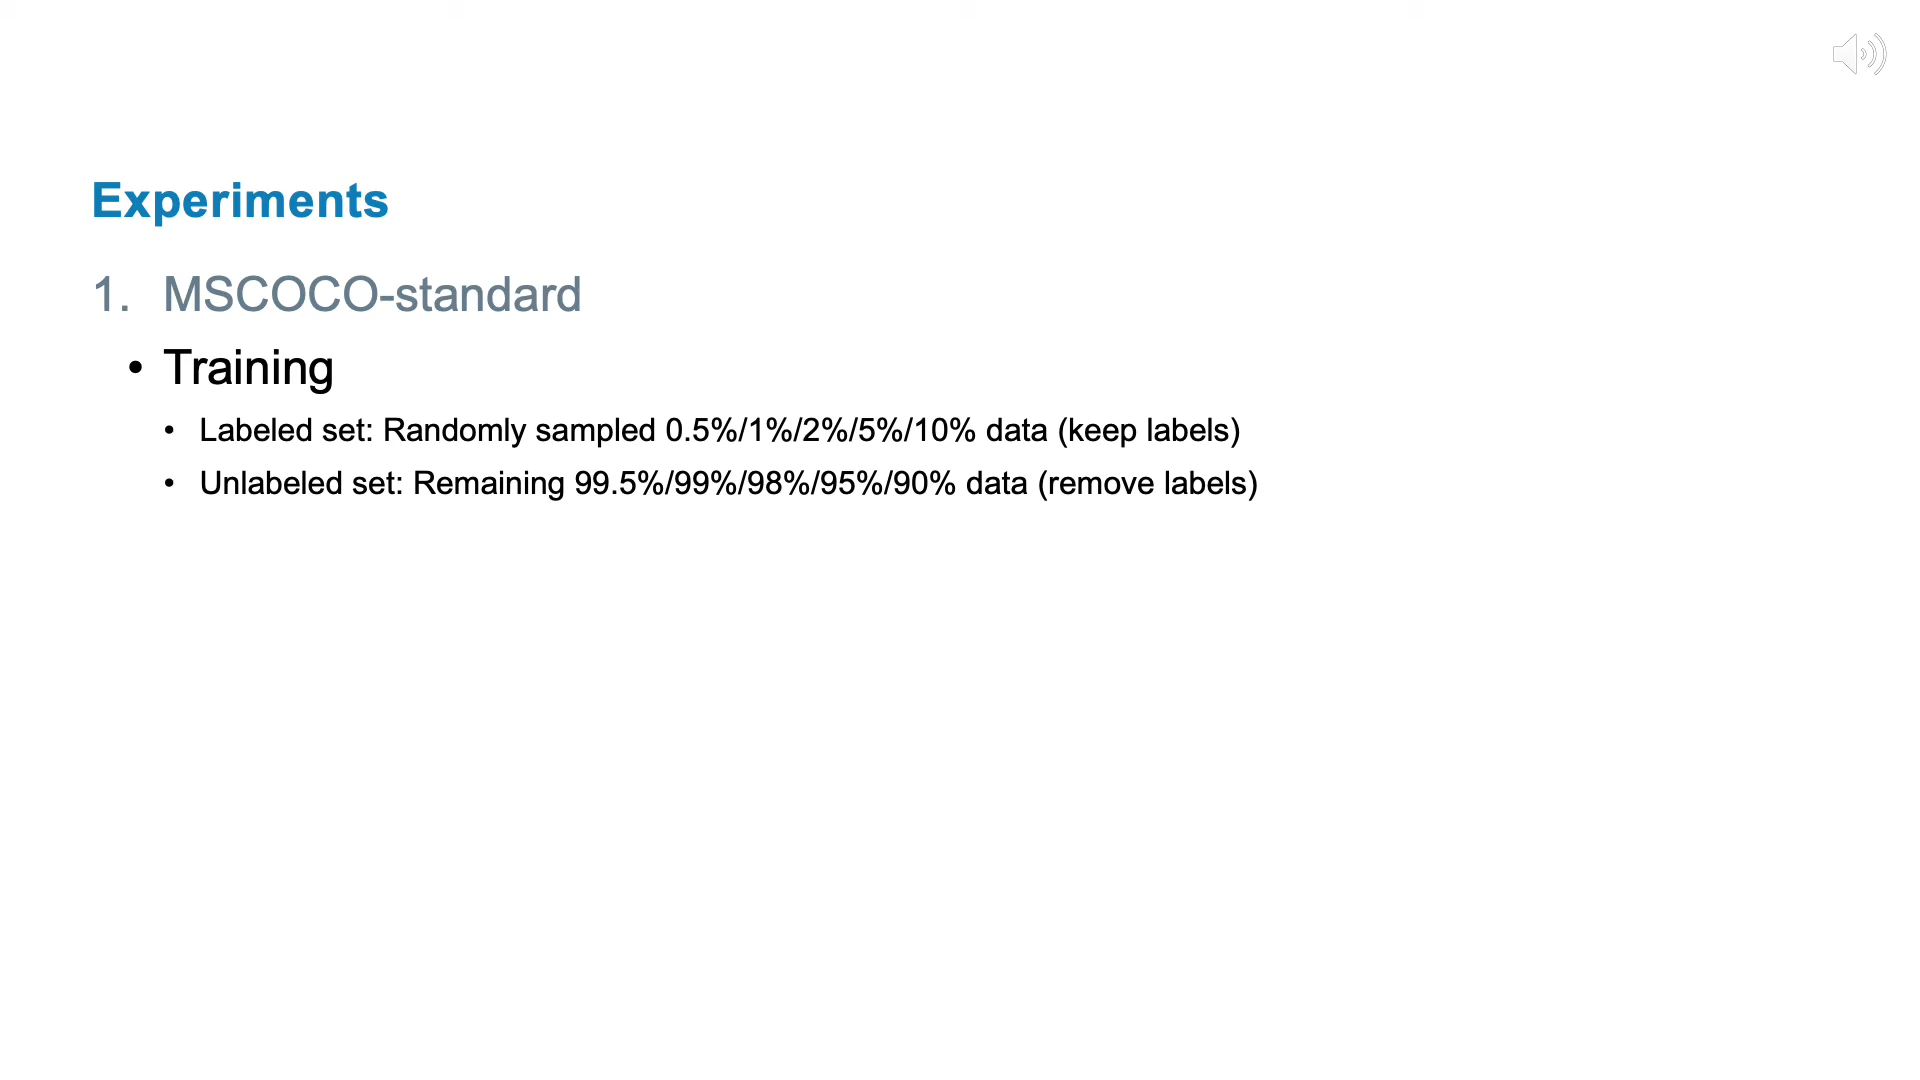 Experiments
1. MSCOCO-standard
• Training
• Labeled set: Randomly sampled 0.5%/1%/2%/5%/10% data (keep labels)
• Unlabeled set: Remaining 99.5%/99%/98%/95%/90% data (remove labels)